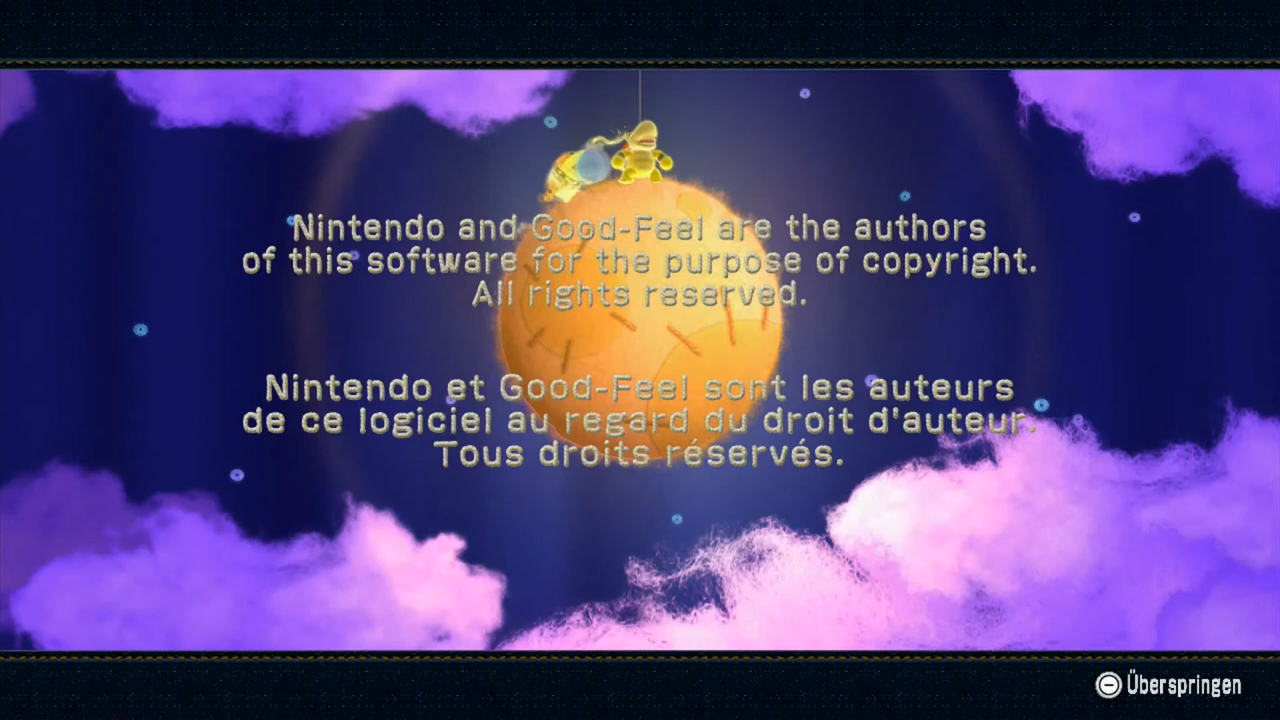 Nintendo and Good-Feel are the authors
of this software for the purpose of copyright.
All rights reserved.
Nintendo et Good-Feel sont les auteurs
de ce logiciel au regard du droit d'auteur.
Tous droits réservés.
Überspringen